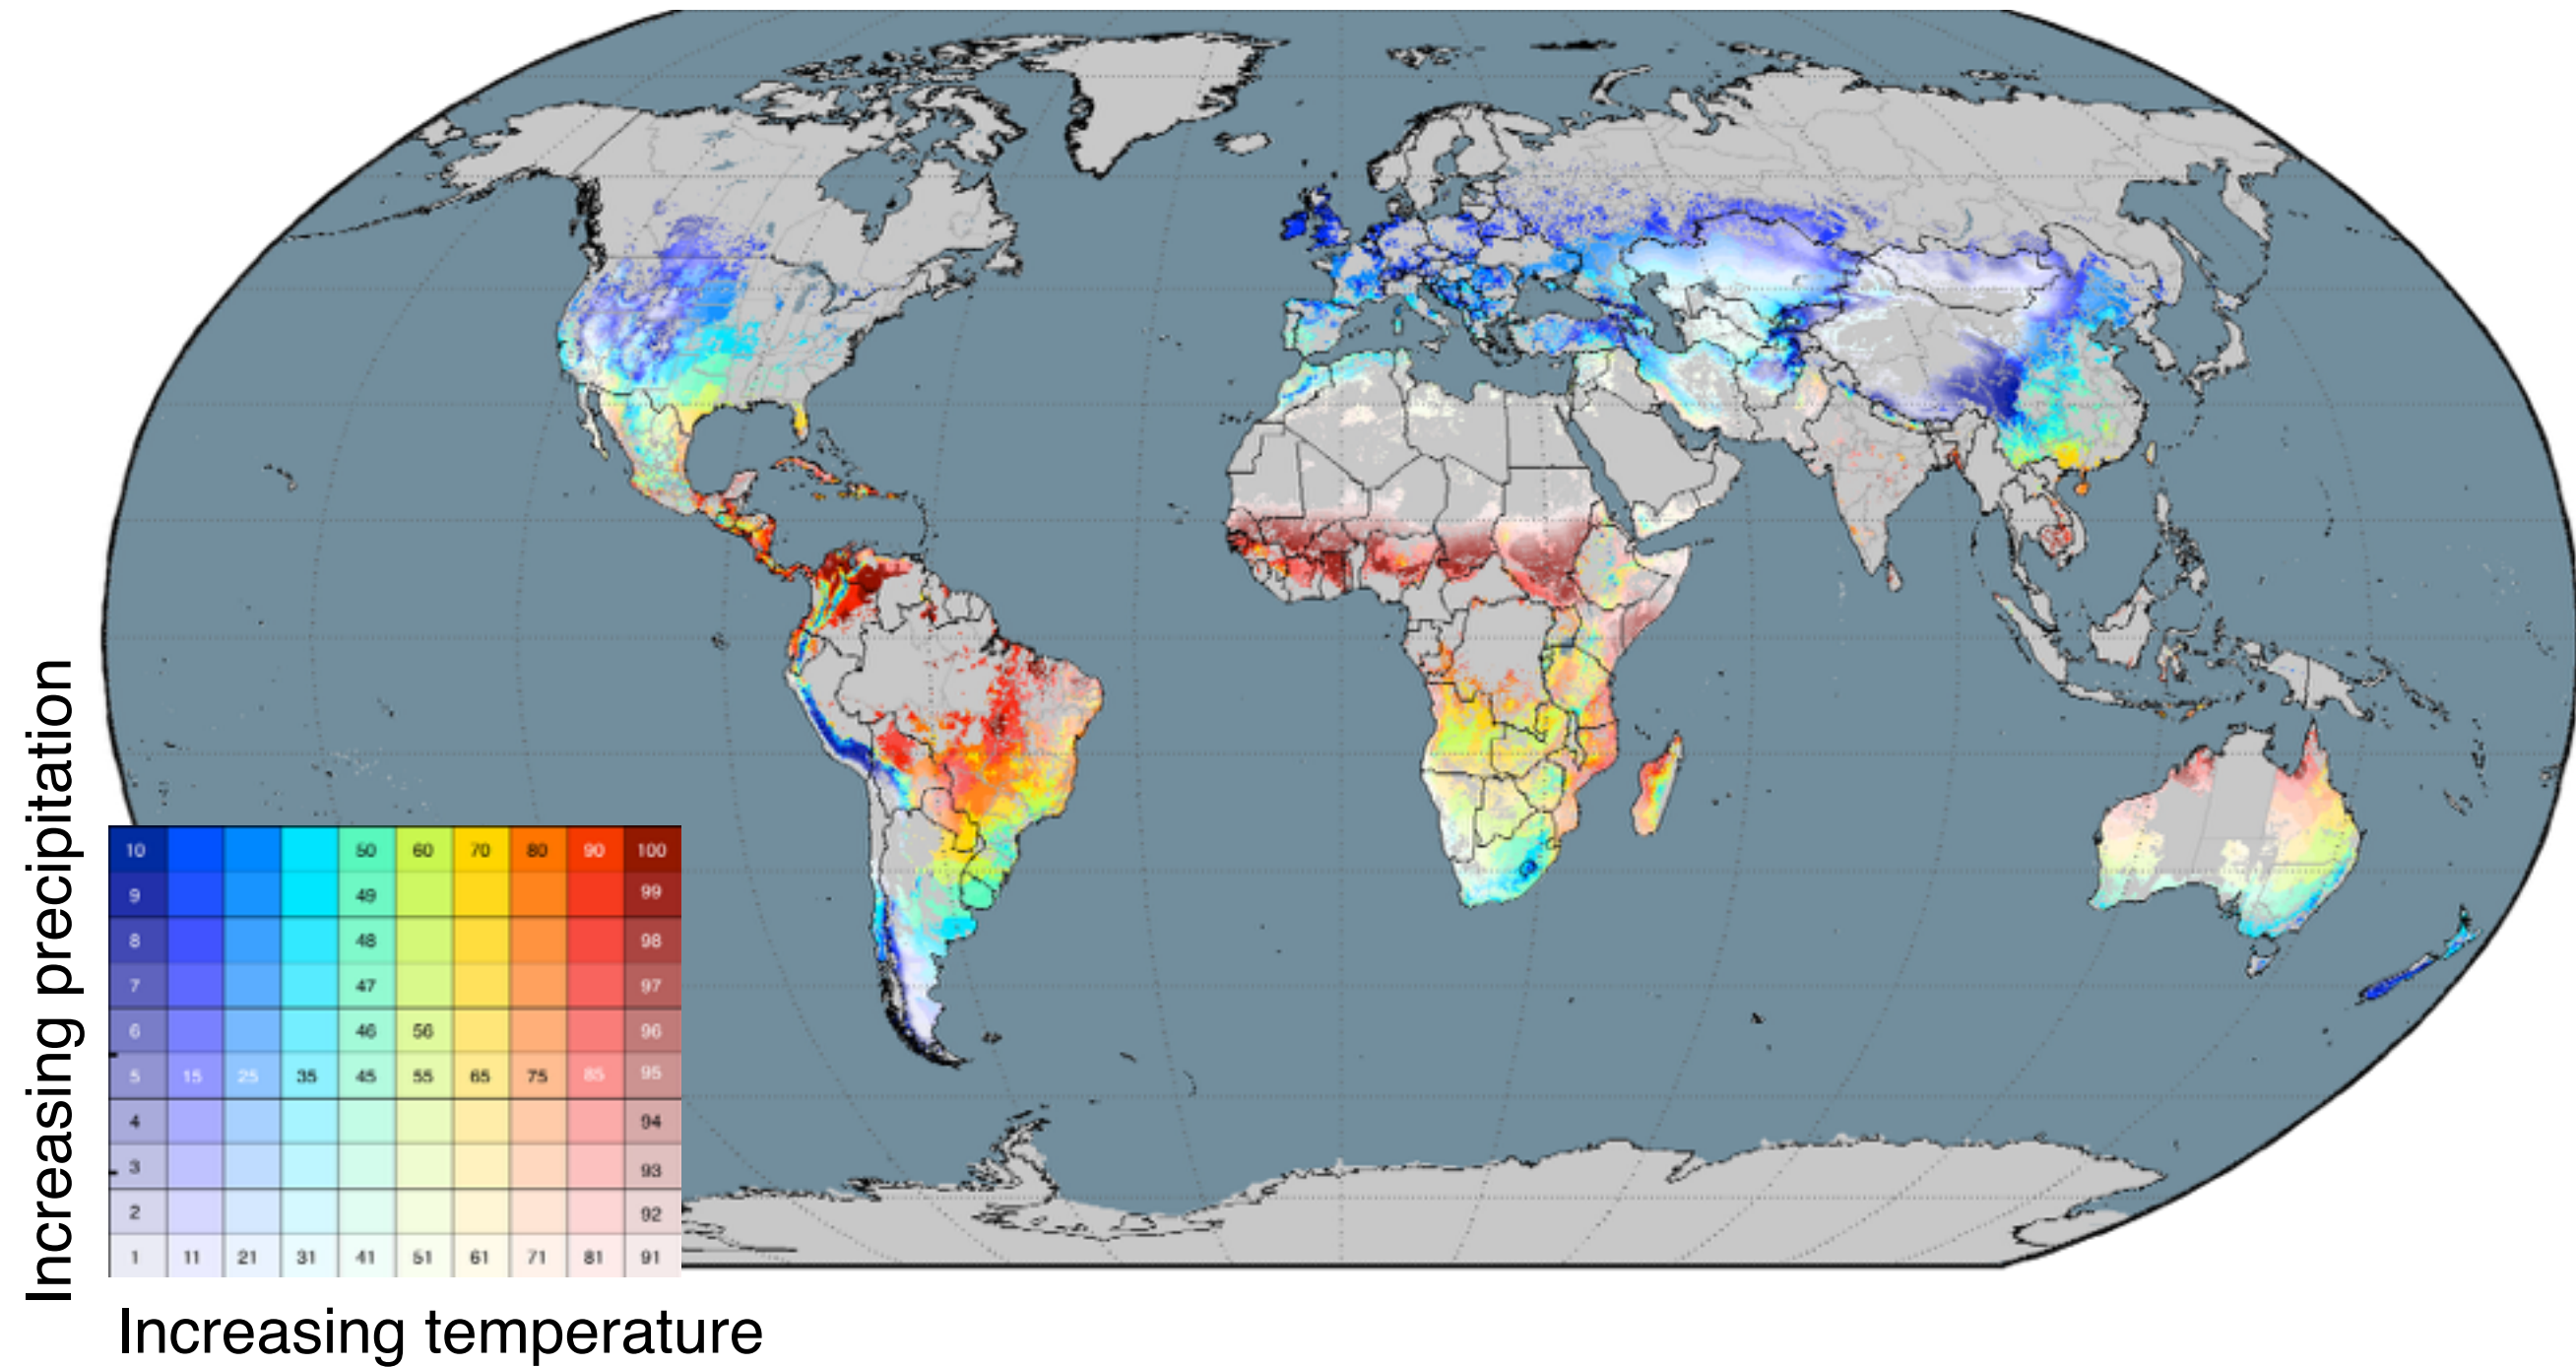 Increasing precipitation
10 50 60 70 80 90 100
9 49 99
8 48 98
7 47 97
6 46 56 96
5 15 25 35 45 55 65 75 85 95
4 94
3 93
2 92
1 11 21 31 41 51 61 71 81 91
Increasing temperature